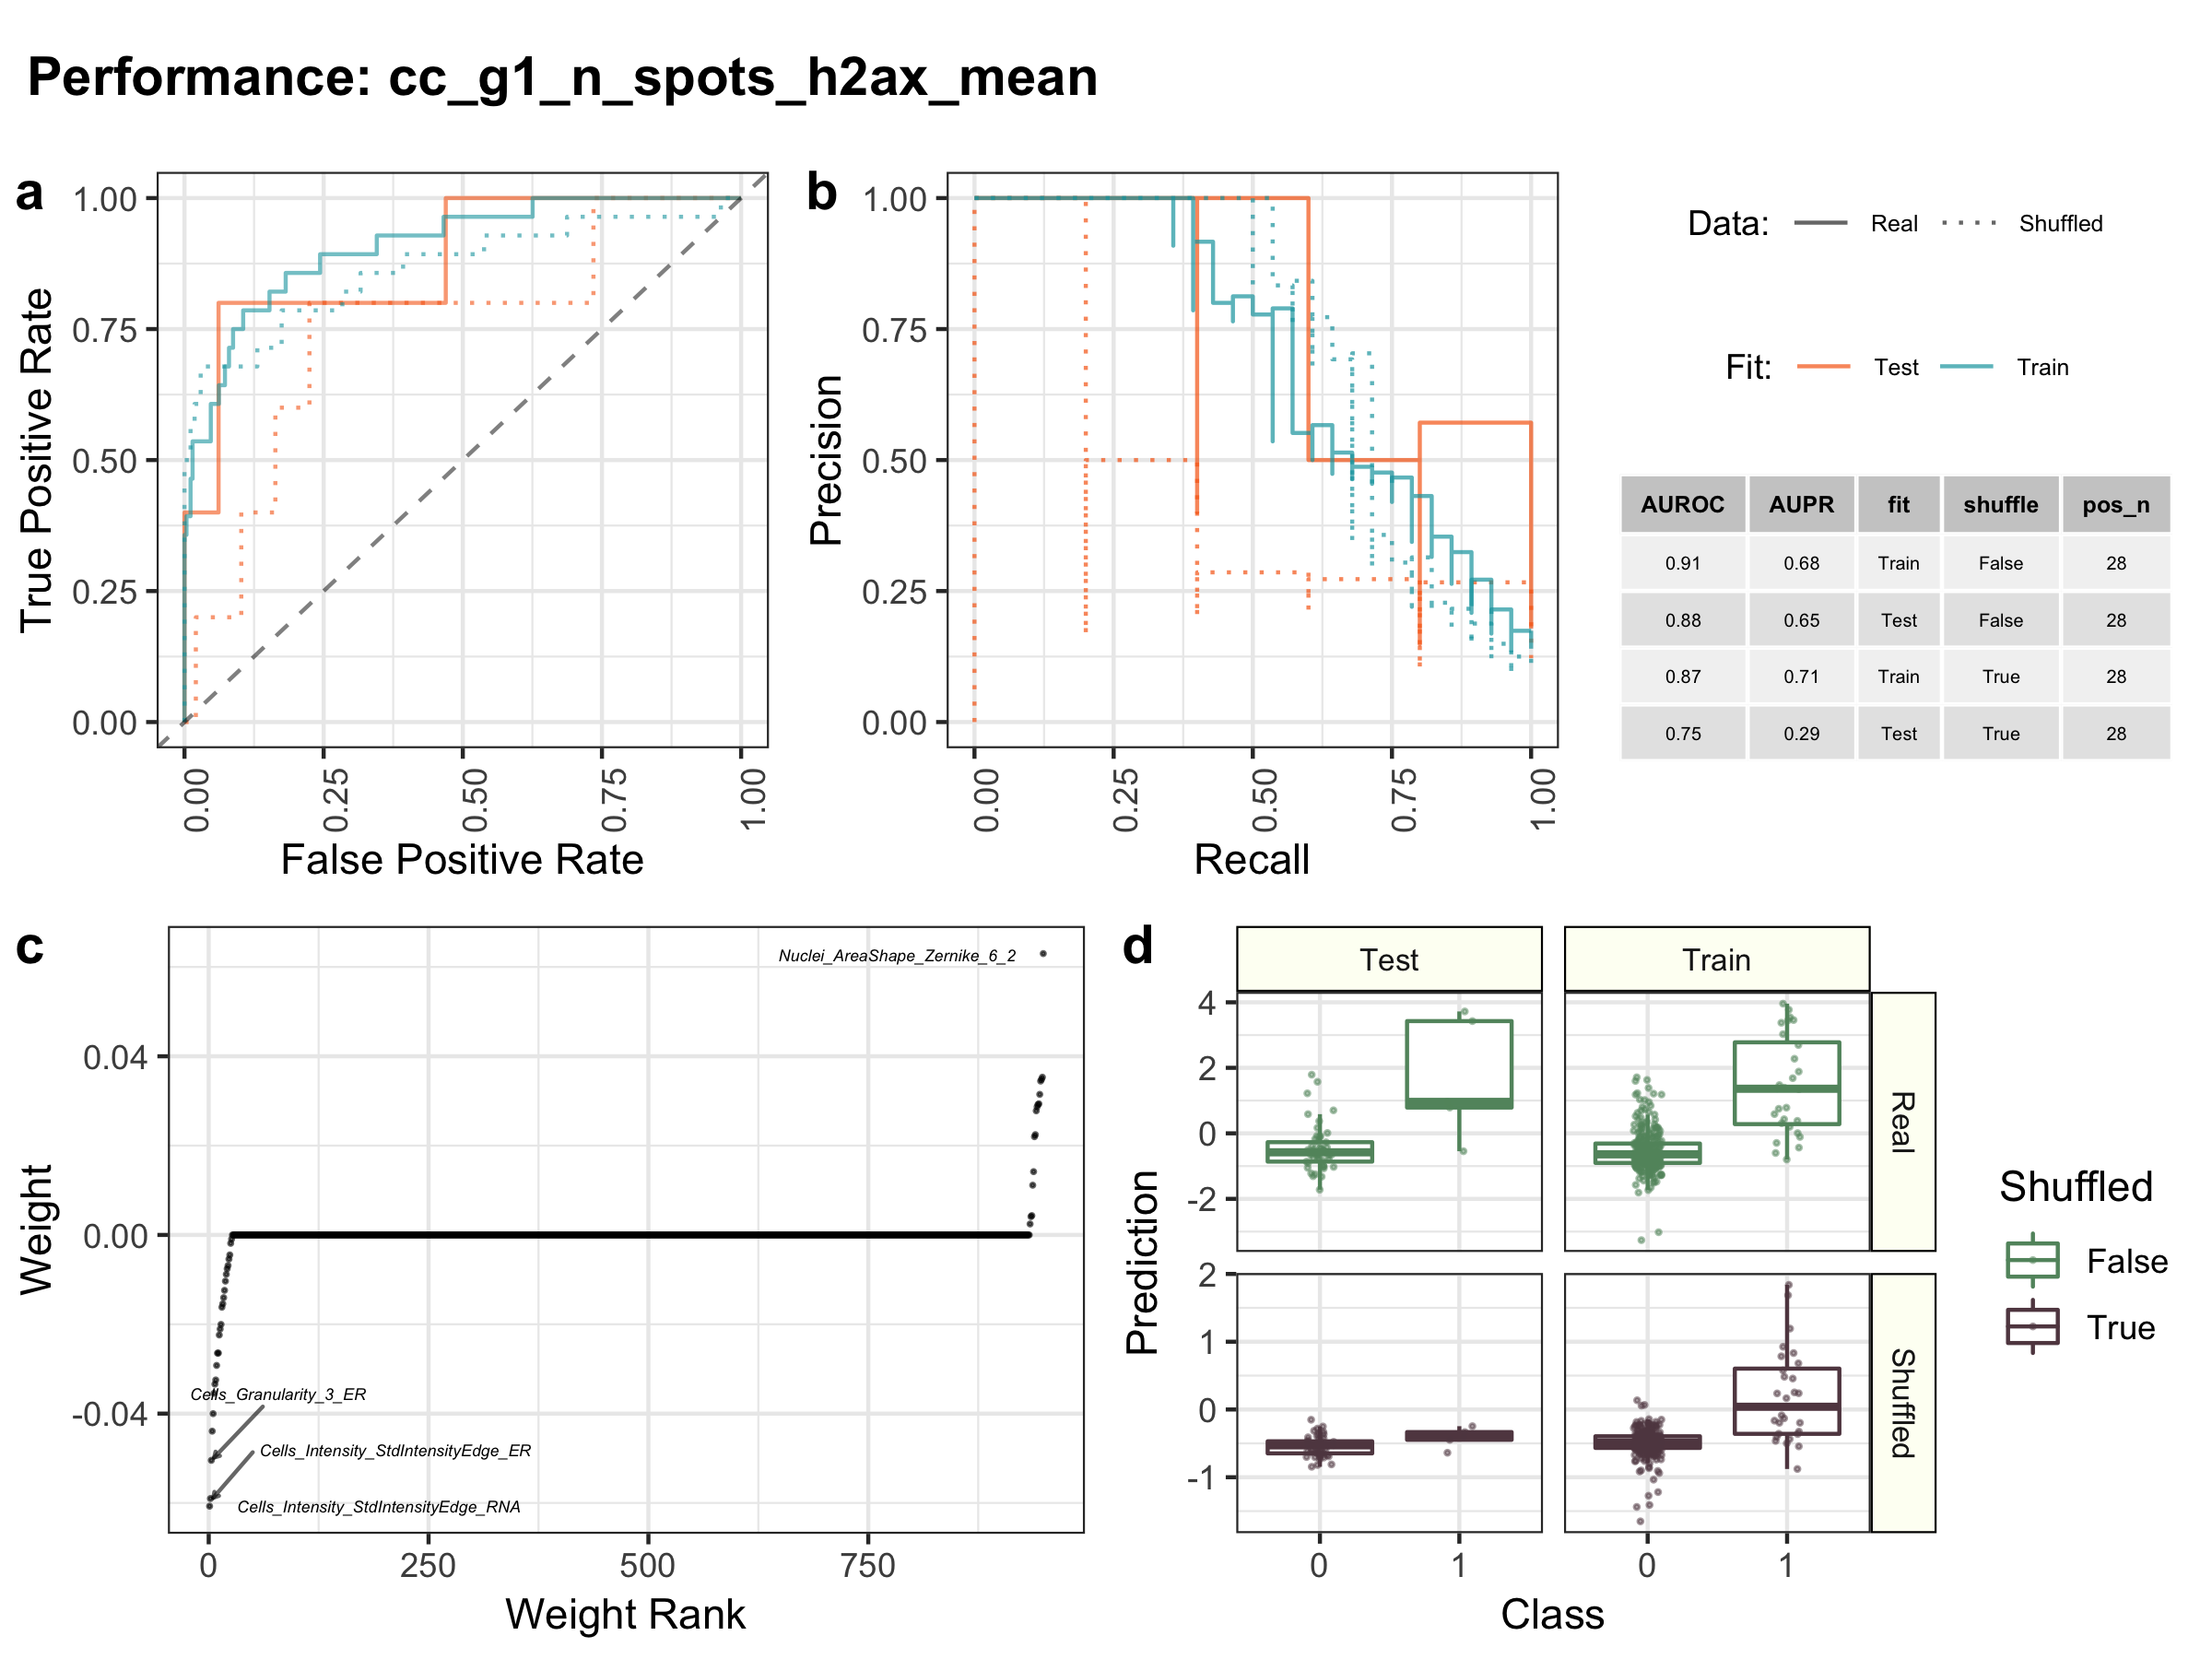 Performance: cc_g1_n_spots_h2ax_mean
a
1.00
0.75
0.50
0.25
0.00
True Positive Rate
0.00 0.25 0.50 0.75 1.00
False Positive Rate
b
1.00
0.75
0.50
0.25
0.00
Precision
0.00 0.25 0.50 0.75 1.00
Recall
Data: Real Shuffled
Fit: Test Train
AUROC AUPR fit shuffle pos_n
0.91 0.68 Train False 28
0.88 0.65 Test False 28
0.87 0.71 Train True 28
0.75 0.29 Test True 28
c
0.04
0.00
-0.04
Weight
Nuclei_AreaShape_Zernike_6_2
Cells_Granularity_3_ER
Cells_Intensity_StdIntensityEdge_ER
Cells_Intensity_StdIntensityEdge_RNA
0 250 500 750
Weight Rank
d
Test Train
4
2
0
-2
Real
2
1
0
-1
Shuffled
Prediction
0 1 0 1
Class
Shuffled
False
True